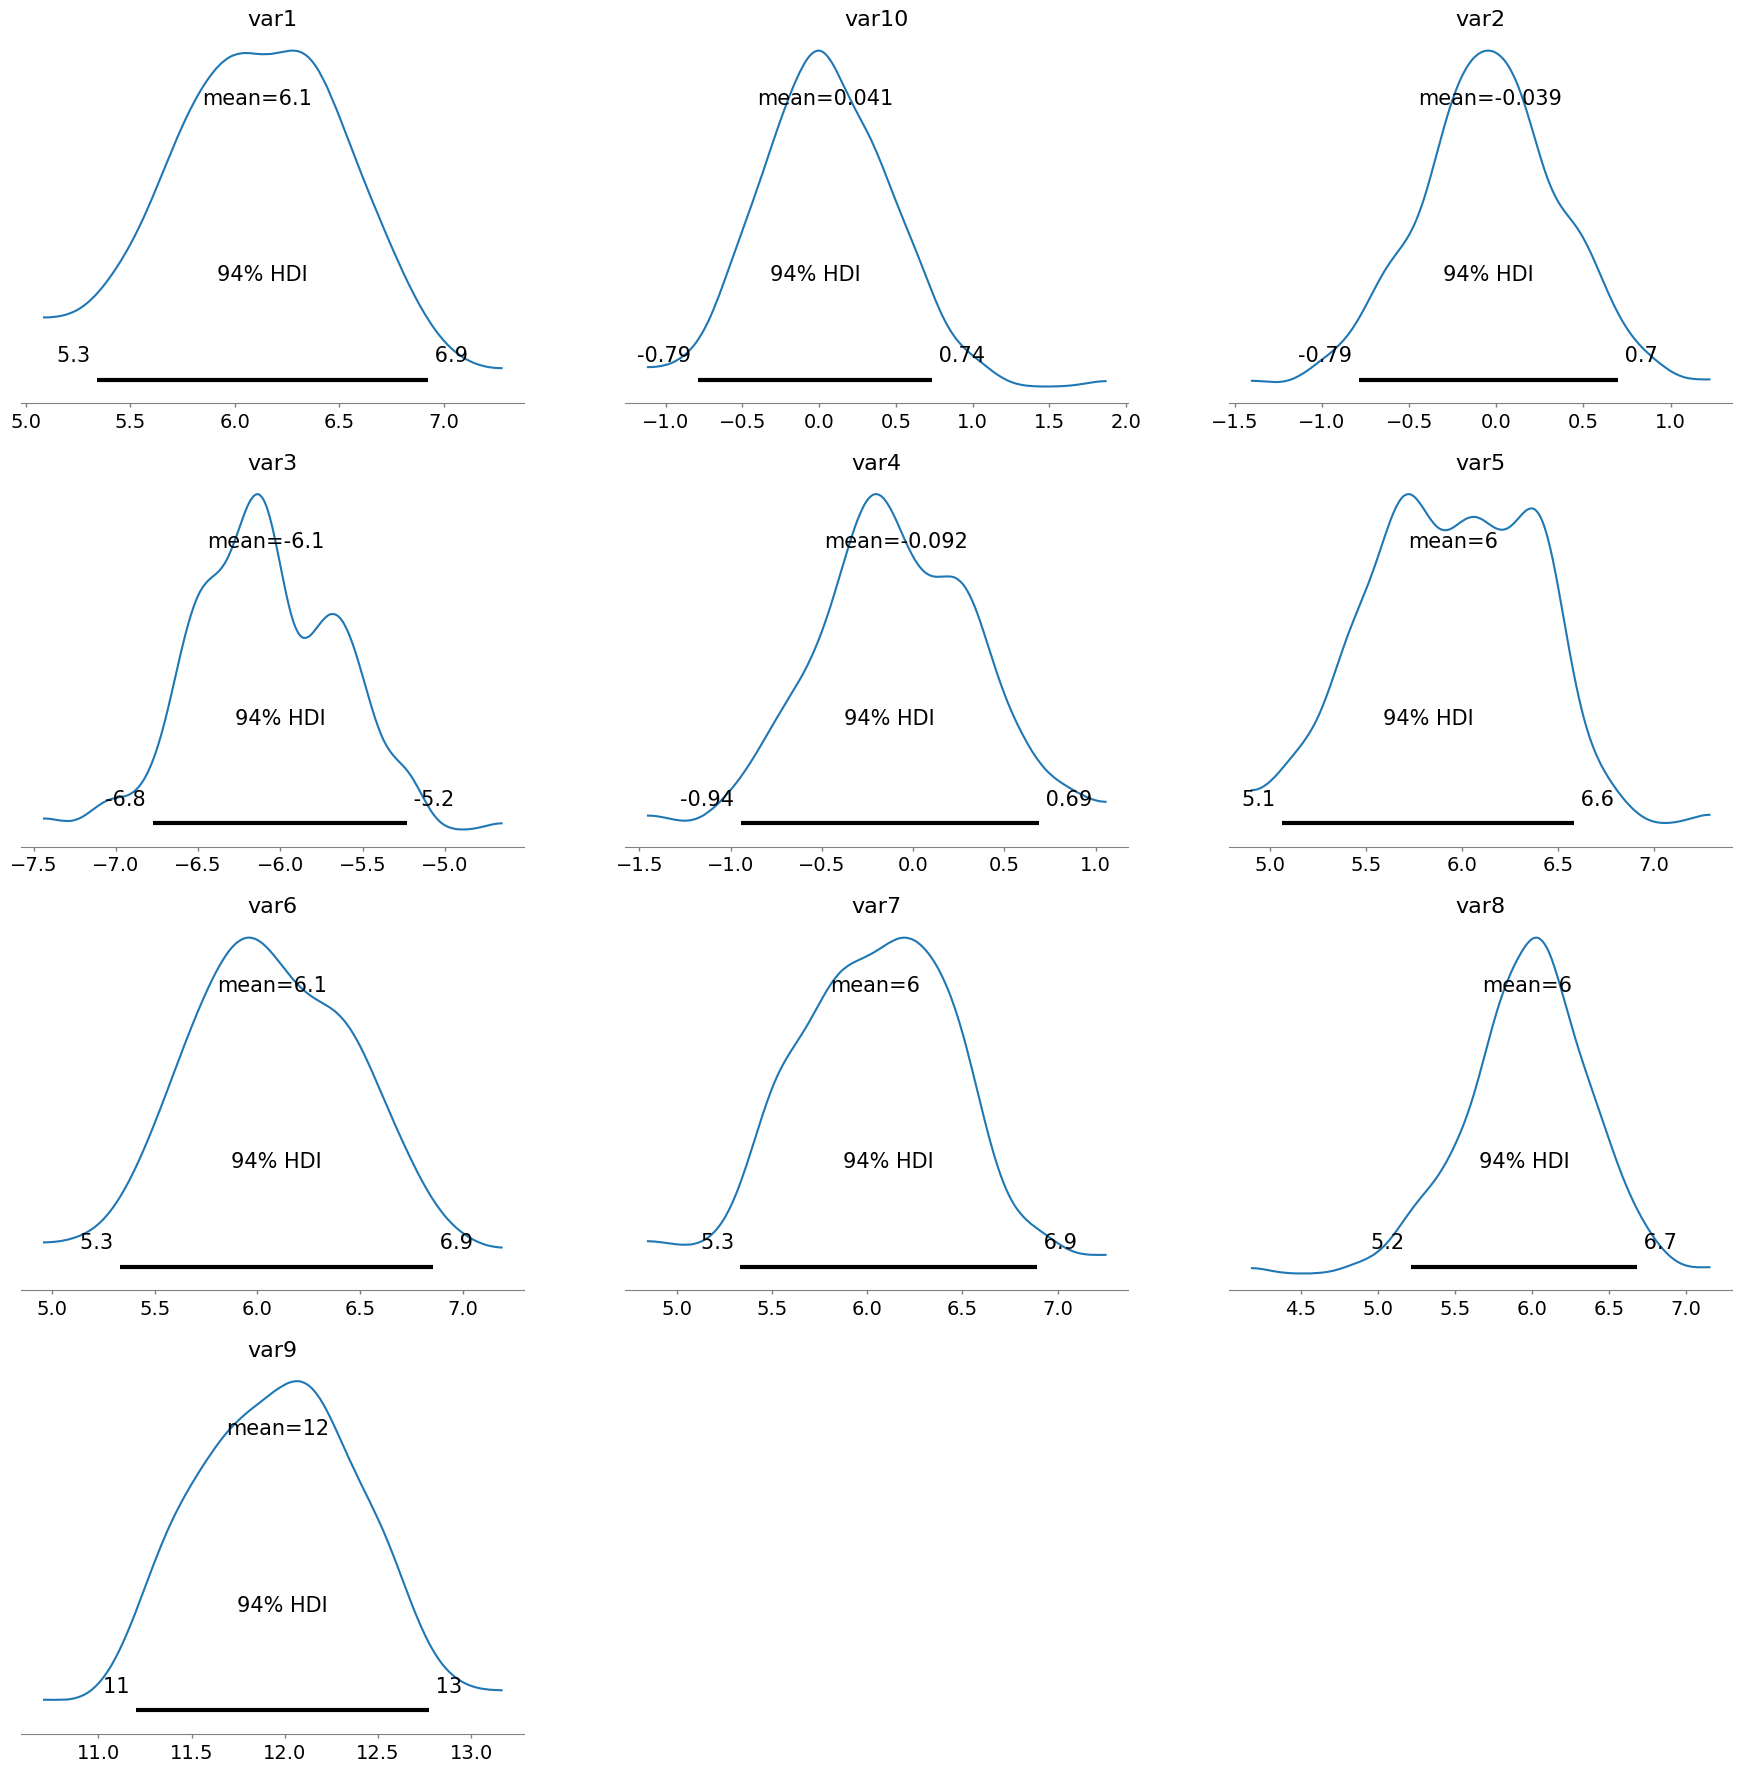 var1
mean=6.1
94% HDI
5.3 6.9
5.0 5.5 6.0 6.5 7.0
var10
mean=0.041
94% HDI
-0.79 0.74
−1.0 −0.5 0.0 0.5 1.0 1.5 2.0
var2
mean=-0.039
94% HDI
-0.79 0.7
−1.5 −1.0 −0.5 0.0 0.5 1.0
var3
mean=-6.1
94% HDI
-6.8 -5.2
−7.5 −7.0 −6.5 −6.0 −5.5 −5.0
var4
mean=-0.092
94% HDI
-0.94 0.69
−1.5 −1.0 −0.5 0.0 0.5 1.0
var5
mean=6
94% HDI
5.1 6.6
5.0 5.5 6.0 6.5 7.0
var6
mean=6.1
94% HDI
5.3 6.9
5.0 5.5 6.0 6.5 7.0
var7
mean=6
94% HDI
5.3 6.9
5.0 5.5 6.0 6.5 7.0
var8
mean=6
94% HDI
5.2 6.7
4.5 5.0 5.5 6.0 6.5 7.0
var9
mean=12
94% HDI
11 13
11.0 11.5 12.0 12.5 13.0